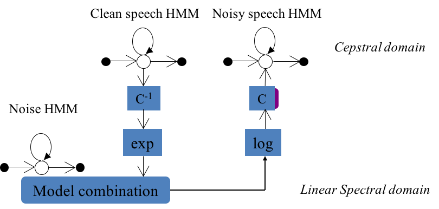 Clean speech HMM
Noisy speech HMM
Cepstral domain
C-1
C
Noise HMM
exp
log
Model combination
Linear Spectral domain